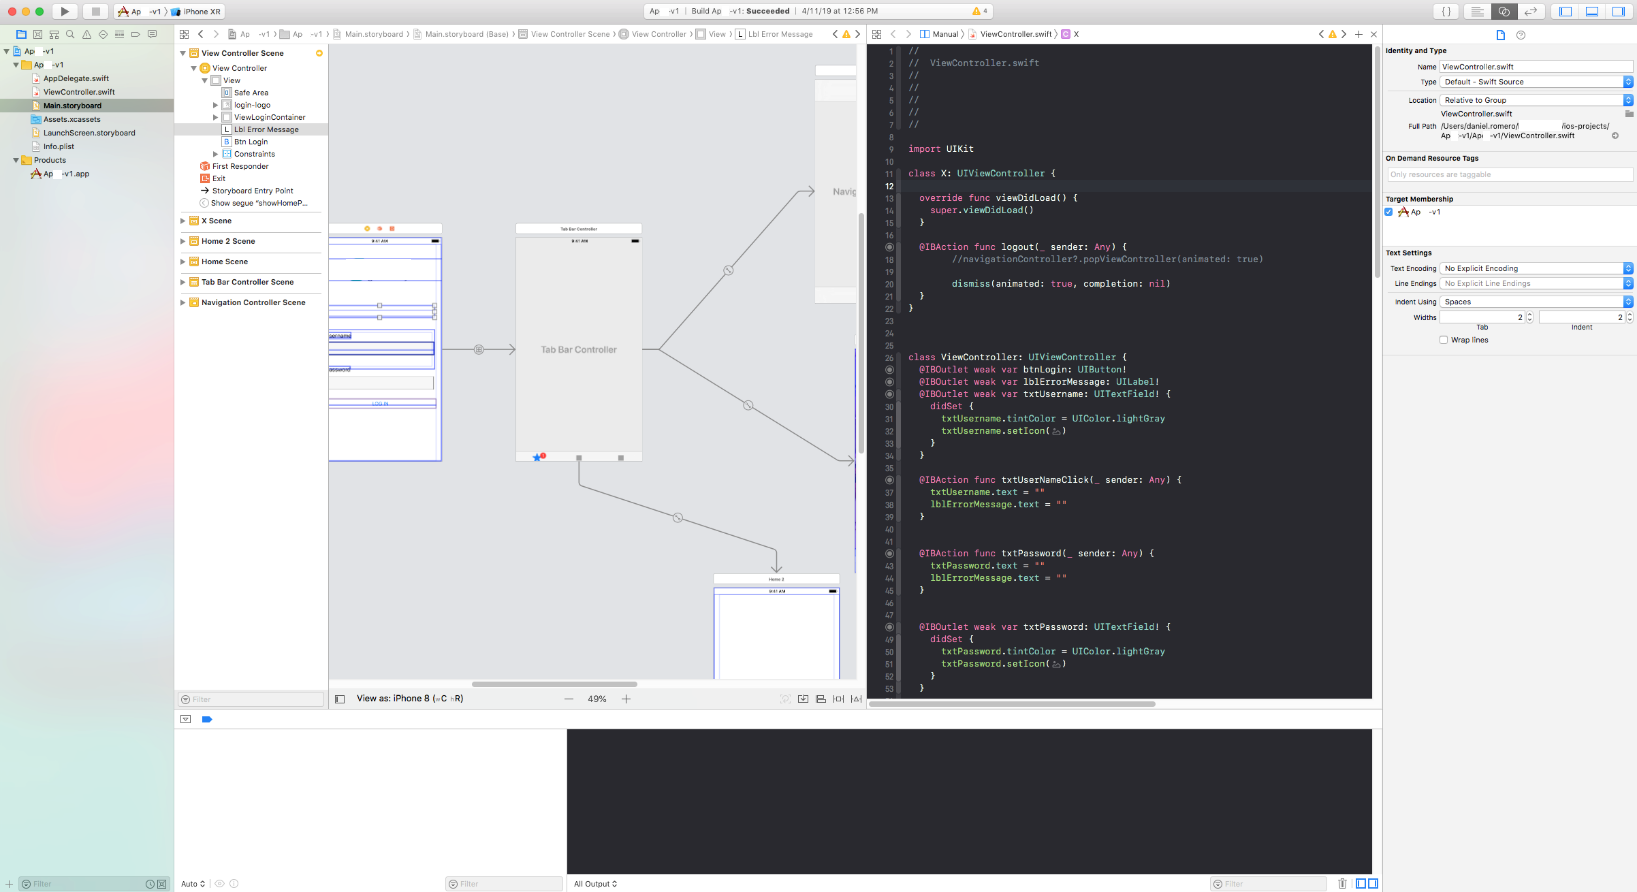 Ap -v1 ⟩ iPhone XR
Ap -v1 | Build Ap -v1: Succeeded | 4/11/19 at 12:56 PM
4
Ap -v1
Ap -v1
AppDelegate.swift
ViewController.swift
Main.storyboard
Assets.xcassets
LaunchScreen.storyboard
Info.plist
Products
Ap -v1.app
Filter
Ap -v1 ⟩ Ap -v1 ⟩ Main.storyboard ⟩ Main.storyboard (Base) ⟩ View Controller Scene ⟩ View Controller ⟩ View ⟩ L Lbl Error Message
View Controller Scene
View Controller
View
Safe Area
login-logo
ViewLoginContainer
L Lbl Error Message
B Btn Login
Constraints
First Responder
Exit
Storyboard Entry Point
Show segue "showHomeP...
X Scene
Home 2 Scene
Home Scene
Tab Bar Controller Scene
Navigation Controller Scene
Filter
9:41 AM
LOG IN
Tab Bar Controller
9:41 AM
Tab Bar Controller
Navig
Home 2
9:41 AM
View as: iPhone 8 (wC hR)
49%
Manual ⟩ ViewController.swift ⟩ C X
1 //
2 //  ViewController.swift
3 //
4 //
5 //
6 //
7 //
8
9 import UIKit
10
11 class X: UIViewController {
12
13 override func viewDidLoad() {
14 super.viewDidLoad()
15 }
16
@IBAction func logout(_ sender: Any) {
18 //navigationController?.popViewController(animated: true)
19
20 dismiss(animated: true, completion: nil)
21 }
22 }
23
24
25
26 class ViewController: UIViewController {
@IBOutlet weak var btnLogin: UIButton!
@IBOutlet weak var lblErrorMessage: UILabel!
@IBOutlet weak var txtUsername: UITextField! {
30 didSet {
31 txtUsername.tintColor = UIColor.lightGray
32 txtUsername.setIcon()
33 }
34 }
35
@IBAction func txtUserNameClick(_ sender: Any) {
37 txtUsername.text = ""
38 lblErrorMessage.text = ""
39 }
40
41
@IBAction func txtPassword(_ sender: Any) {
43 txtPassword.text = ""
44 lblErrorMessage.text = ""
45 }
46
47
@IBOutlet weak var txtPassword: UITextField! {
49 didSet {
50 txtPassword.tintColor = UIColor.lightGray
51 txtPassword.setIcon()
52 }
53 }
Identity and Type
Name ViewController.swift
Type Default - Swift Source
Location Relative to Group
ViewController.swift
Full Path /Users/daniel.romero/ /ios-projects/
Ap -v1/Ap -v1/ViewController.swift
On Demand Resource Tags
Only resources are taggable
Target Membership
Ap -v1
Text Settings
Text Encoding No Explicit Encoding
Line Endings No Explicit Line Endings
Indent Using Spaces
Widths 2 2
Tab Indent
Wrap lines
Auto
Filter
All Output
Filter